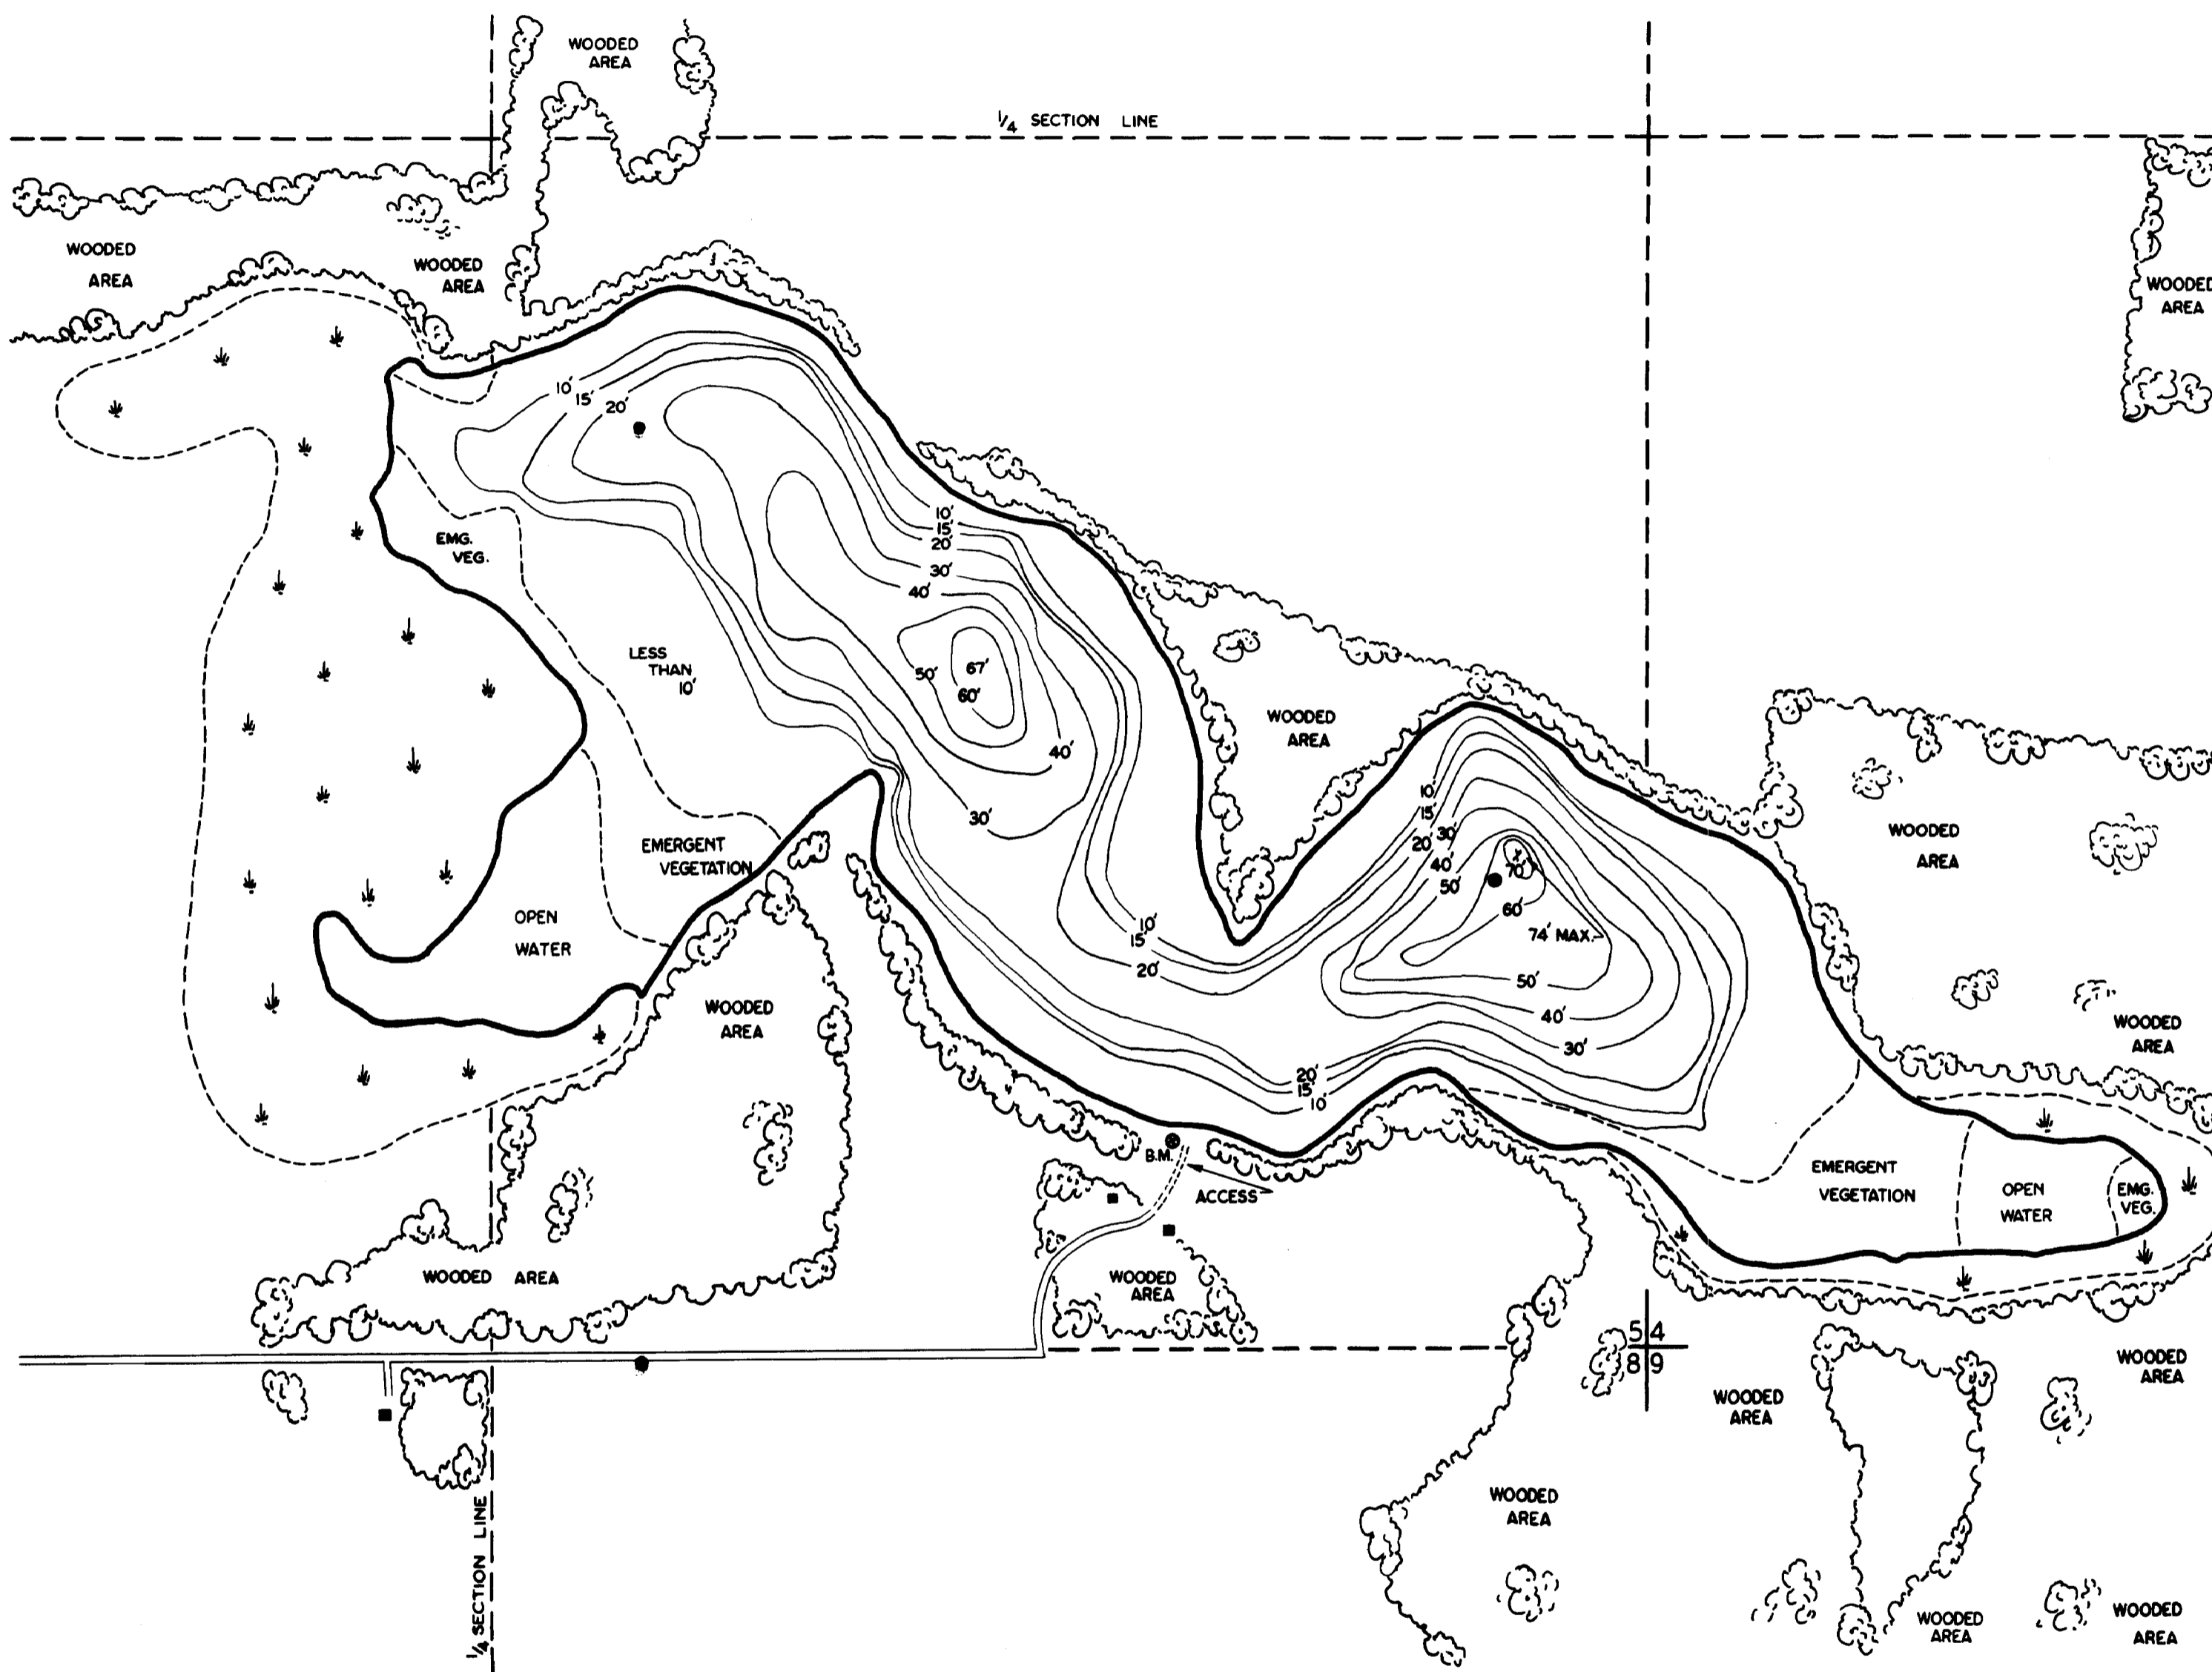 WOODED
AREA
1/4 SECTION LINE
WOODED
AREA
WOODED
AREA
WOODED
AREA
10'
15'
20'
10'
15'
20'
30'
40'
EMG.
VEG.
LESS
THAN
10'
50'
67'
60'
40'
30'
WOODED
AREA
10'
15'
20'
30'
40'
50'
70'
60'
74' MAX.
50'
40'
30'
WOODED
AREA
EMERGENT
VEGETATION
OPEN
WATER
10'
15'
20'
WOODED
AREA
WOODED
AREA
20'
15'
10'
B.M.
ACCESS
EMERGENT
VEGETATION
OPEN
WATER
EMG.
VEG.
WOODED AREA
WOODED
AREA
5 4
8 9
WOODED
AREA
WOODED
AREA
WOODED
AREA
1/4 SECTION LINE
WOODED
AREA
WOODED
AREA